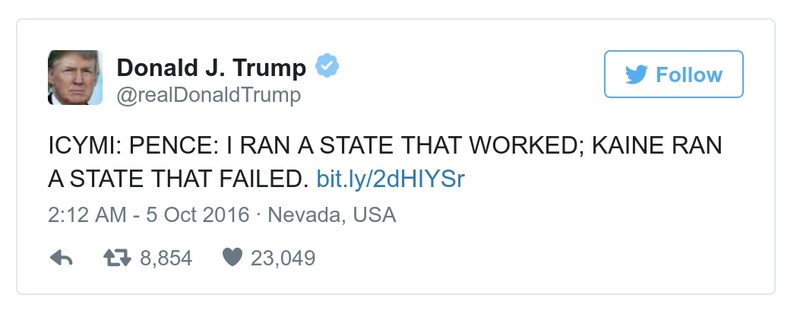 Donald J. Trump
@realDonaldTrump
Follow
ICYMI: PENCE: I RAN A STATE THAT WORKED; KAINE RAN
A STATE THAT FAILED. bit.ly/2dHIYSr
2:12 AM - 5 Oct 2016 · Nevada, USA
8,854 23,049